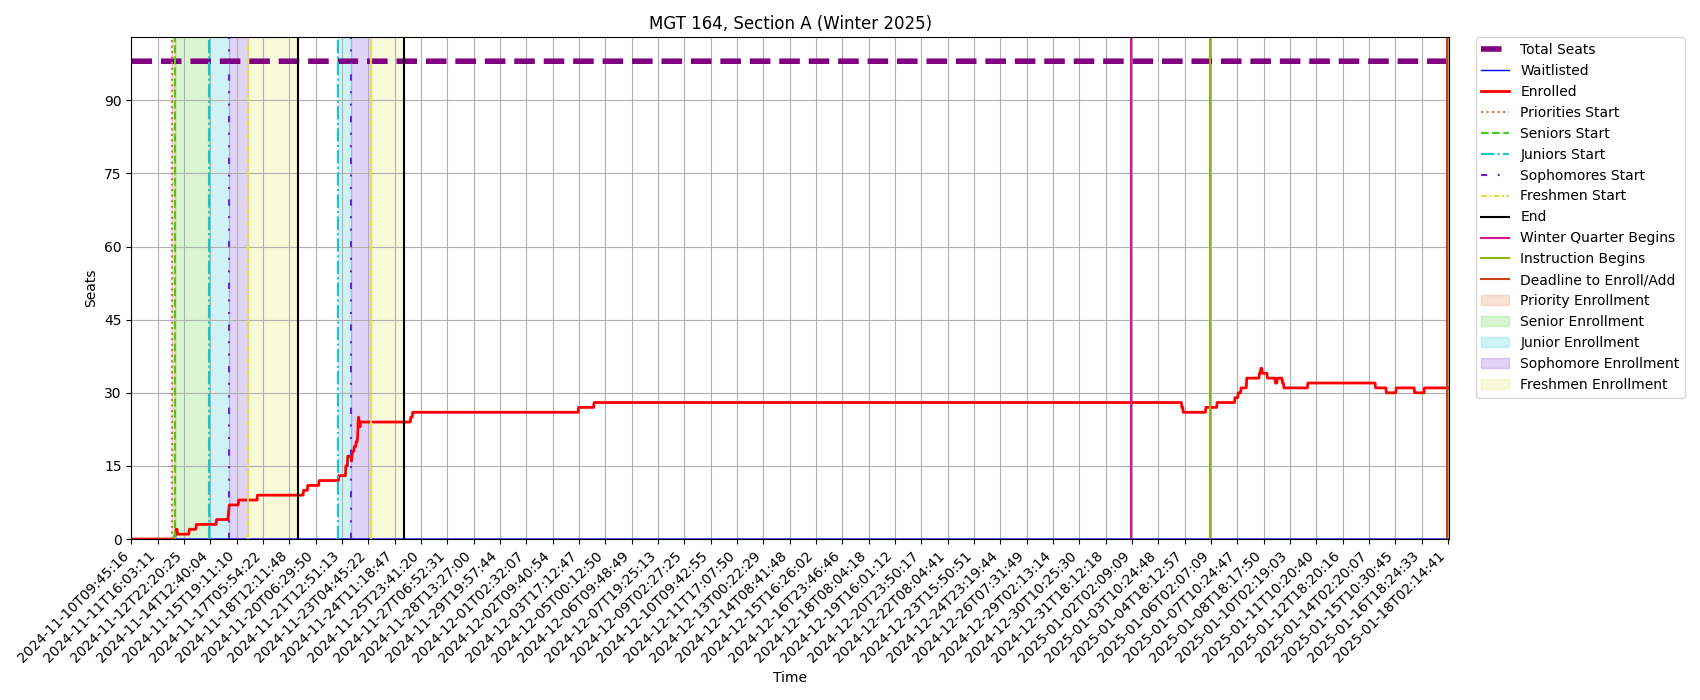 MGT 164, Section A (Winter 2025)
Seats
90
75
60
45
30
15
0
2024-11-10T09:45:16
2024-11-11T16:03:11
2024-11-12T22:20:25
2024-11-14T12:40:04
2024-11-15T19:11:10
2024-11-17T05:54:22
2024-11-18T12:11:48
2024-11-20T06:29:50
2024-11-21T12:51:13
2024-11-23T04:45:22
2024-11-24T11:18:47
2024-11-25T23:41:20
2024-11-27T06:52:31
2024-11-28T13:27:00
2024-11-29T19:57:44
2024-12-01T02:32:07
2024-12-02T09:40:54
2024-12-03T17:12:47
2024-12-05T00:12:50
2024-12-06T09:48:49
2024-12-07T19:25:13
2024-12-09T02:27:25
2024-12-10T09:42:55
2024-12-11T17:07:50
2024-12-13T00:22:29
2024-12-14T08:41:48
2024-12-15T16:26:02
2024-12-16T23:46:46
2024-12-18T08:04:18
2024-12-19T16:01:12
2024-12-20T23:50:17
2024-12-22T08:04:41
2024-12-23T15:50:51
2024-12-24T23:19:44
2024-12-26T07:31:49
2024-12-29T02:13:14
2024-12-30T10:25:30
2024-12-31T18:12:18
2025-01-02T02:09:09
2025-01-03T10:24:48
2025-01-04T18:12:57
2025-01-06T02:07:09
2025-01-07T10:24:47
2025-01-08T18:17:50
2025-01-10T02:19:03
2025-01-11T10:20:40
2025-01-12T18:20:16
2025-01-14T02:20:07
2025-01-15T10:30:45
2025-01-16T18:24:33
2025-01-18T02:14:41
Time
Total Seats
Waitlisted
Enrolled
Priorities Start
Seniors Start
Juniors Start
Sophomores Start
Freshmen Start
End
Winter Quarter Begins
Instruction Begins
Deadline to Enroll/Add
Priority Enrollment
Senior Enrollment
Junior Enrollment
Sophomore Enrollment
Freshmen Enrollment